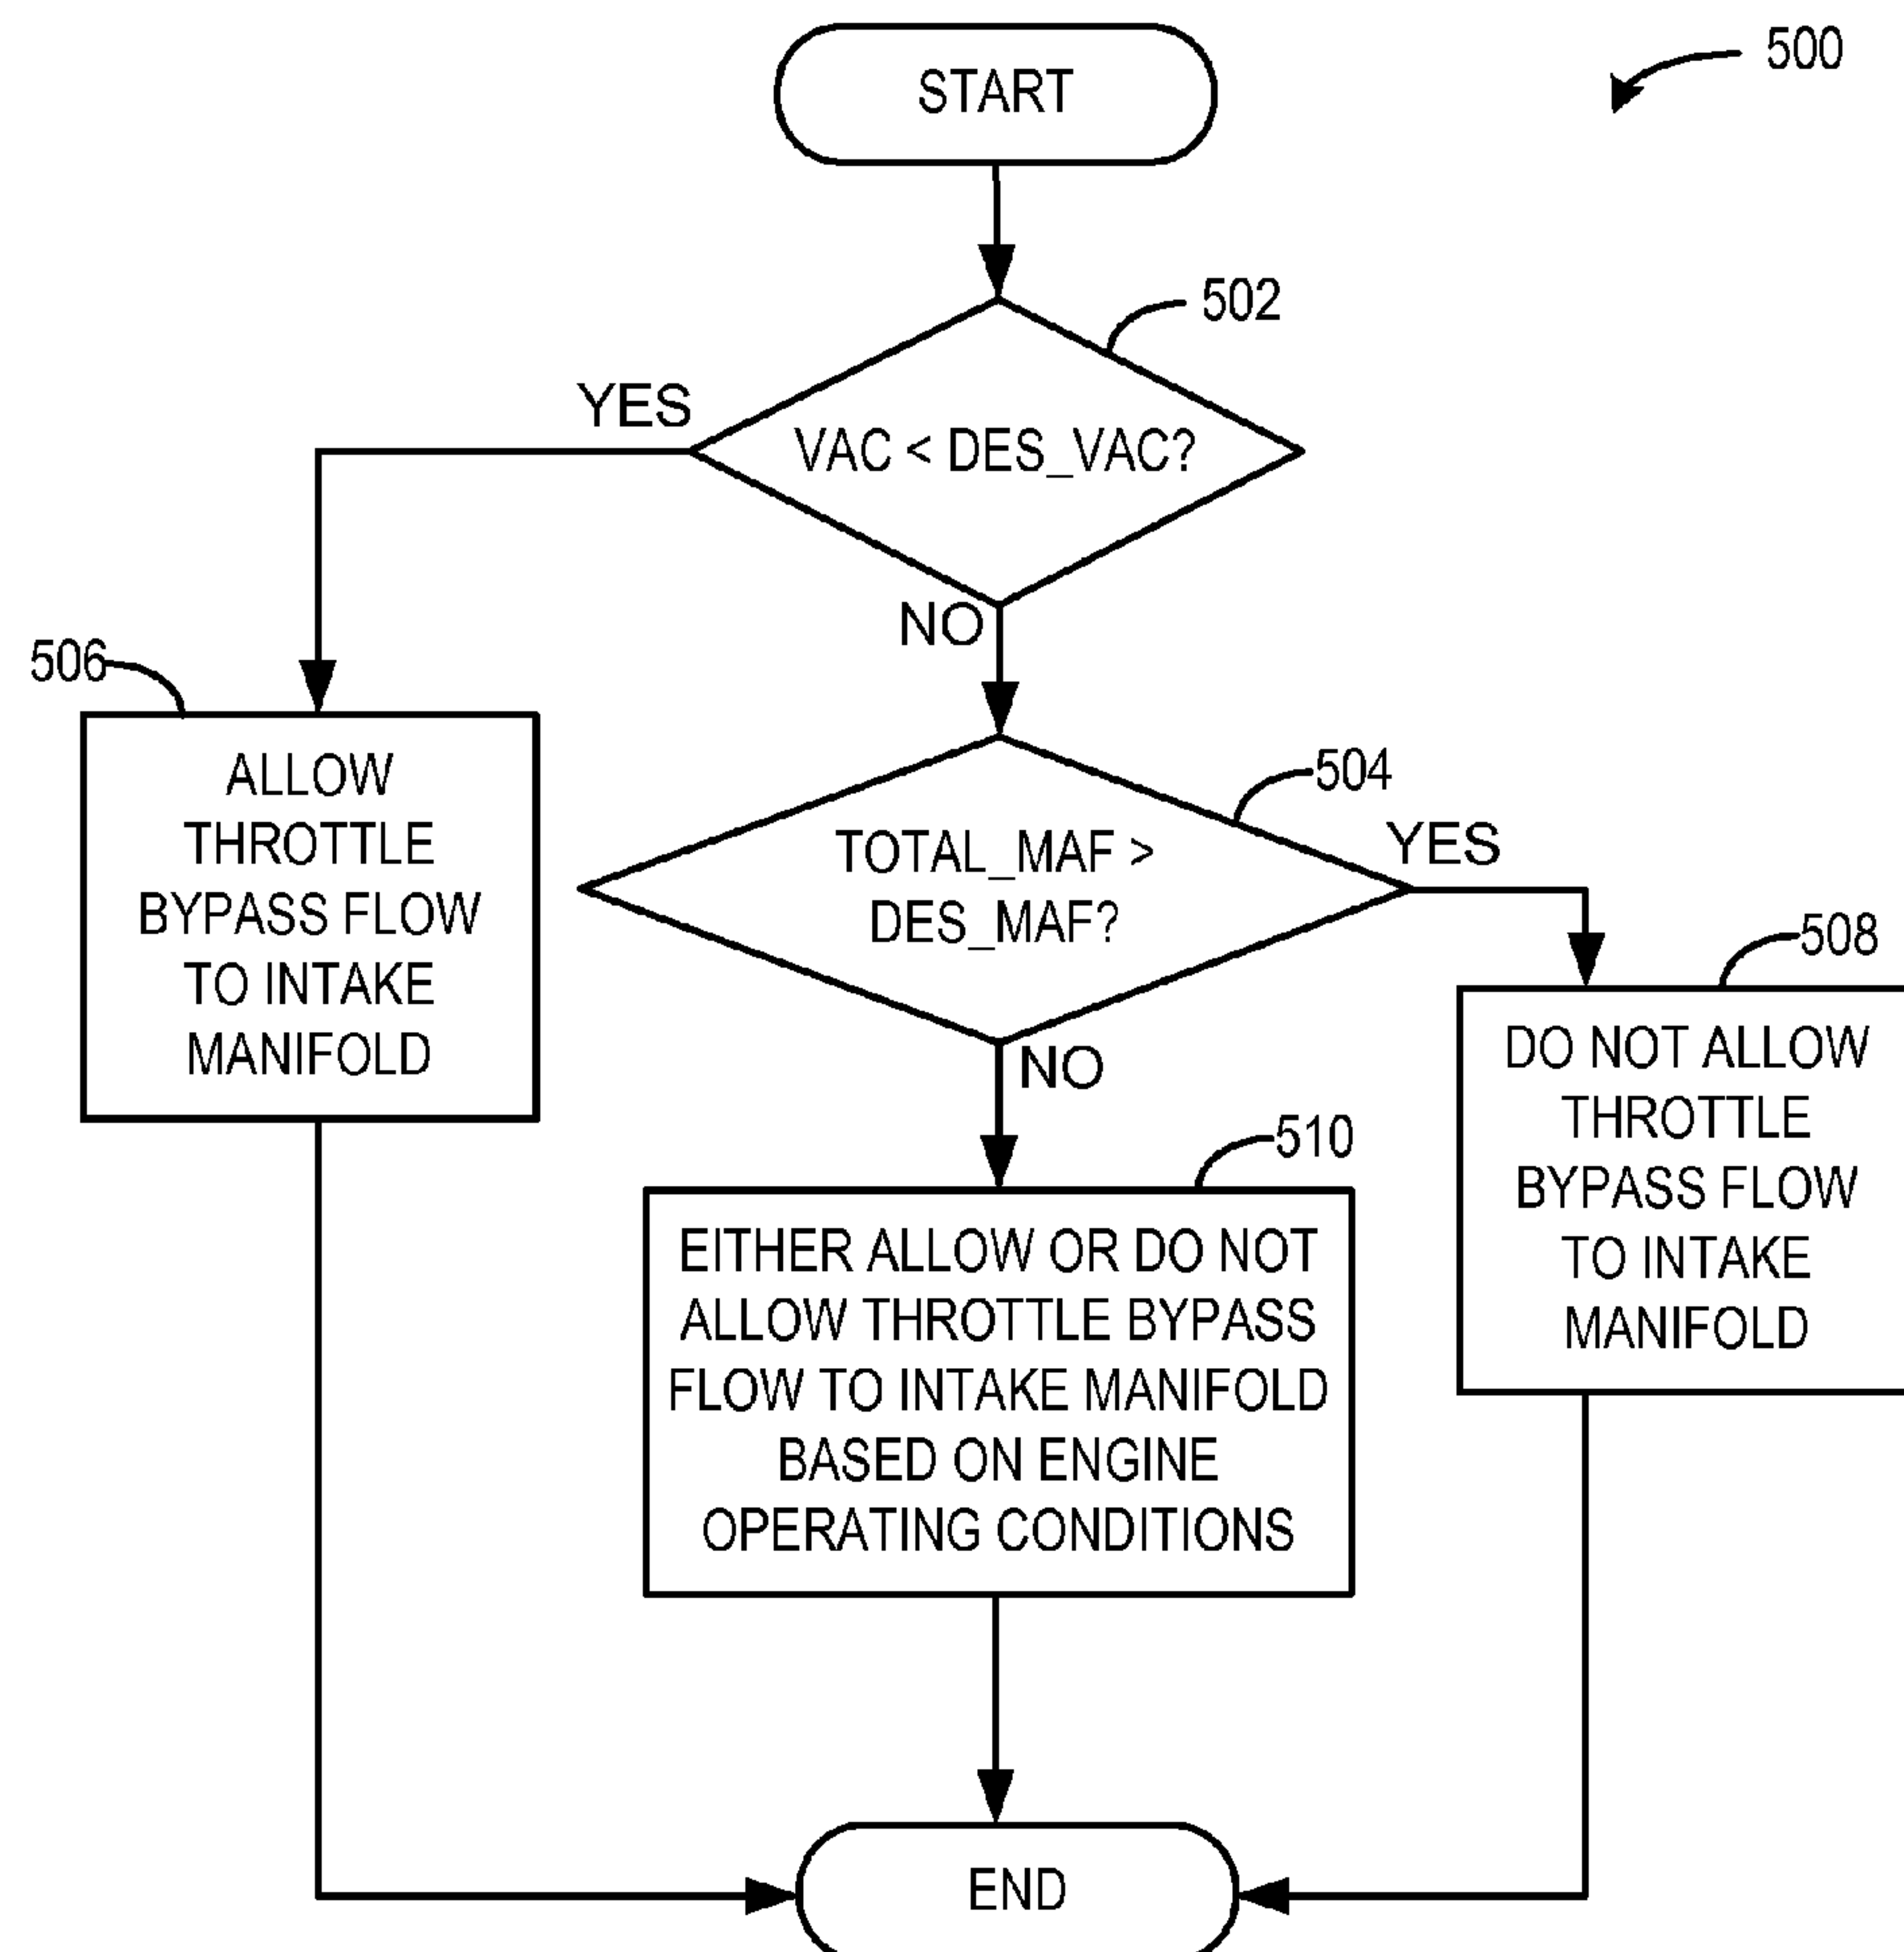 START
500
502
YES
VAC < DES_VAC?
NO
506
ALLOW
THROTTLE
BYPASS FLOW
TO INTAKE
MANIFOLD
504
TOTAL_MAF >
DES_MAF?
YES
NO
508
DO NOT ALLOW
THROTTLE
BYPASS FLOW
TO INTAKE
MANIFOLD
510
EITHER ALLOW OR DO NOT
ALLOW THROTTLE BYPASS
FLOW TO INTAKE MANIFOLD
BASED ON ENGINE
OPERATING CONDITIONS
END